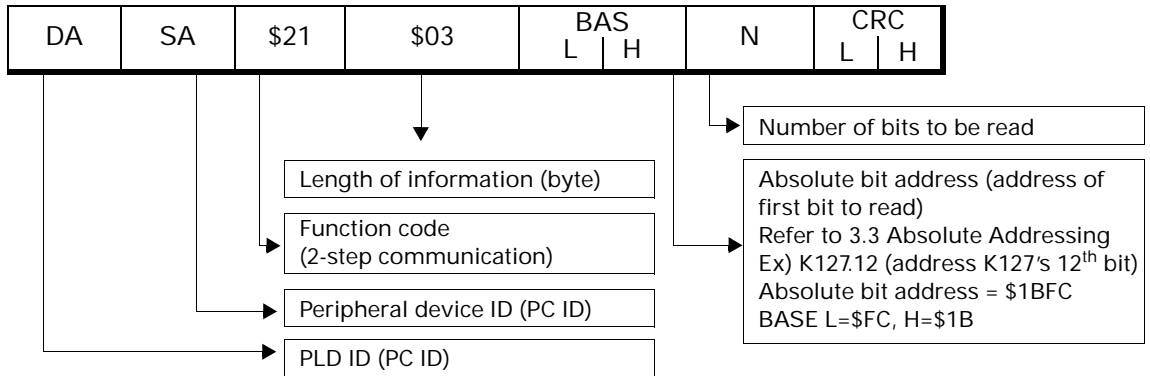 DA SA $21 $03 BAS N CRC
L H L H
Number of bits to be read
Length of information (byte)
Function code
(2-step communication)
Peripheral device ID (PC ID)
PLD ID (PC ID)
Absolute bit address (address of
first bit to read)
Refer to 3.3 Absolute Addressing
Ex) K127.12 (address K127's 12th bit)
Absolute bit address = $1BFC
BASE L=$FC, H=$1B